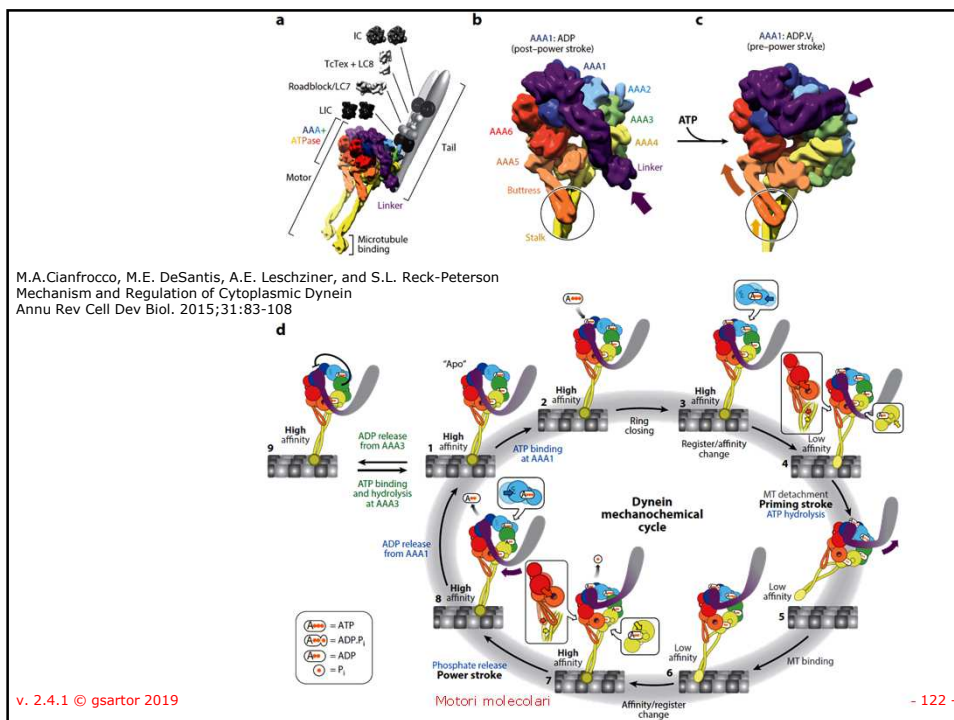 a
IC
TcTex + LC8
Roadblock/LC7
LIC
AAA+
ATPase
Motor
Tail
Linker
Microtubule
binding
b
AAA1: ADP
(post–power stroke)
AAA1
AAA2
AAA3
AAA4
AAA6
AAA5
Linker
Buttress
Stalk
ATP
c
AAA1: ADP.Vi
(pre–power stroke)
M.A.Cianfrocco, M.E. DeSantis, A.E. Leschziner, and S.L. Reck-Peterson
Mechanism and Regulation of Cytoplasmic Dynein
Annu Rev Cell Dev Biol. 2015;31:83-108
d
High
affinity
9
ADP release
from AAA3
ATP binding
and hydrolysis
at AAA3
"Apo"
High
affinity
1
ATP binding
at AAA1
2
High
affinity
Ring
closing
3
High
affinity
Register/affinity
change
Low
affinity
4
MT detachment
Priming stroke
ATP hydrolysis
Low
affinity
5
MT binding
Low
affinity
6
Affinity/register
change
High
affinity
7
Phosphate release
Power stroke
High
affinity
8
ADP release
from AAA1
Dynein
mechanochemical
cycle
= ATP
= ADP.Pi
= ADP
= Pi
v. 2.4.1 © gsartor 2019
Motori molecolari
- 122 -